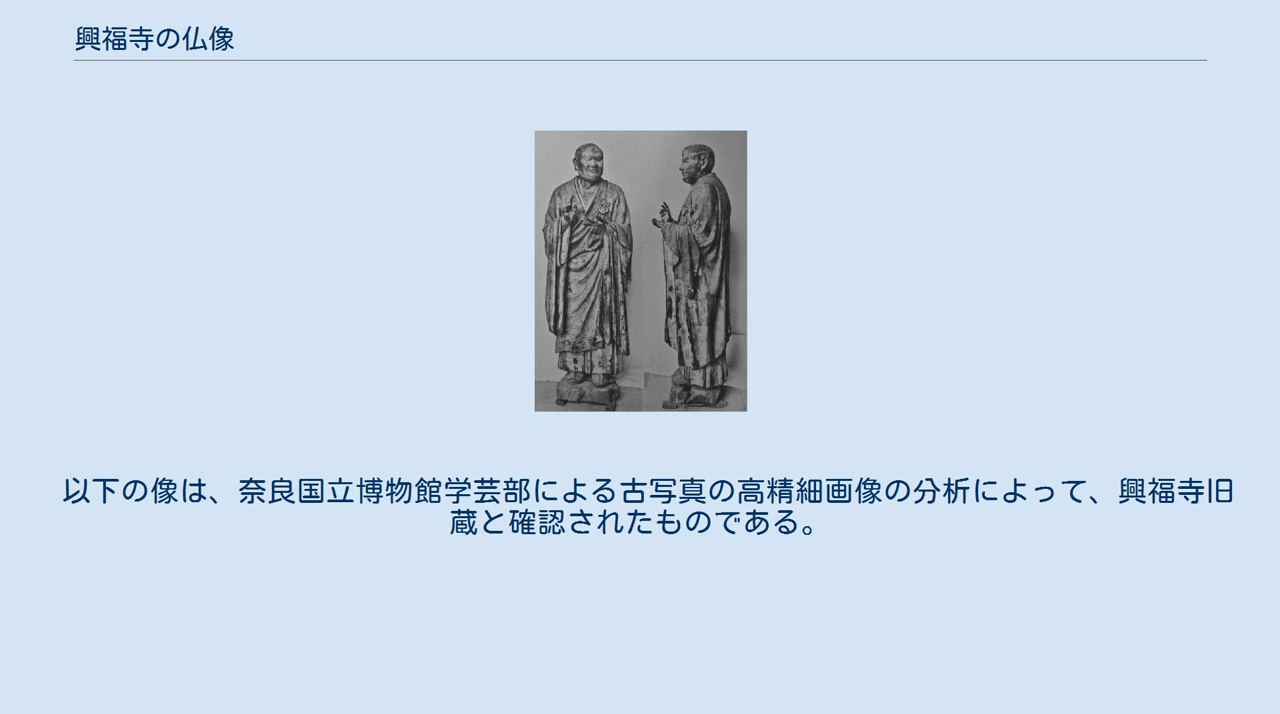 興福寺の仏像
以下の像は、奈良国立博物館学芸部による古写真の高精細画像の分析によって、興福寺旧
蔵と確認されたものである。